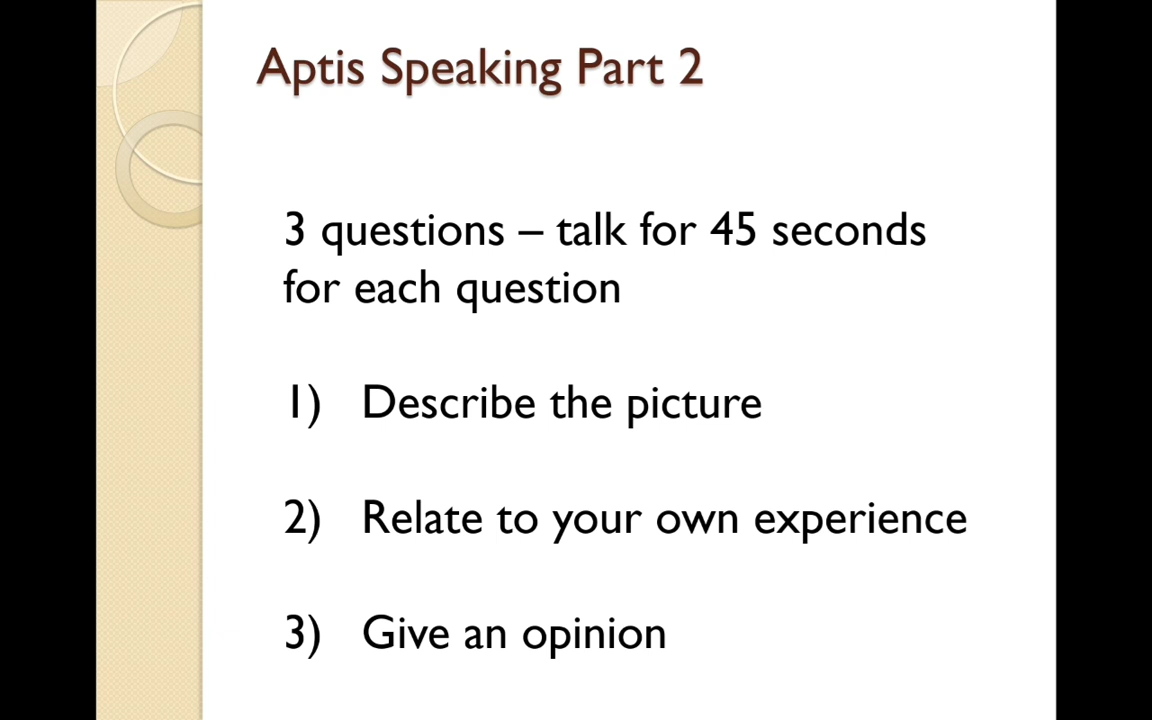 Aptis Speaking Part 2
3 questions – talk for 45 seconds
for each question
1) Describe the picture
2) Relate to your own experience
3) Give an opinion